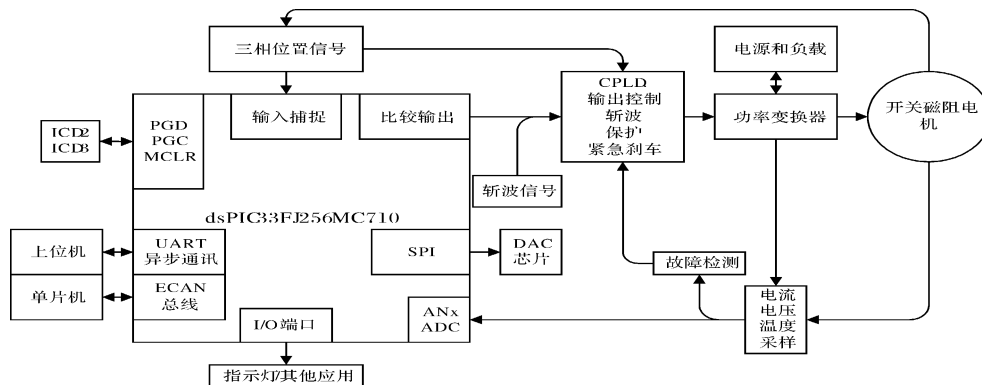 三相位置信号
电源和负载
CPLD
输出控制
斩波
保护
紧急刹车
开关磁阻电
机
功率变换器
ICD2
ICD3
PGD
PGC
MCLR
输入捕捉
比较输出
斩波信号
dsPIC33FJ256MC710
上位机
UART
异步通讯
SPI
DAC
芯片
故障检测
单片机
ECAN
总线
I/O端口
ANx
ADC
电流
电压
温度
采样
指示灯/其他应用